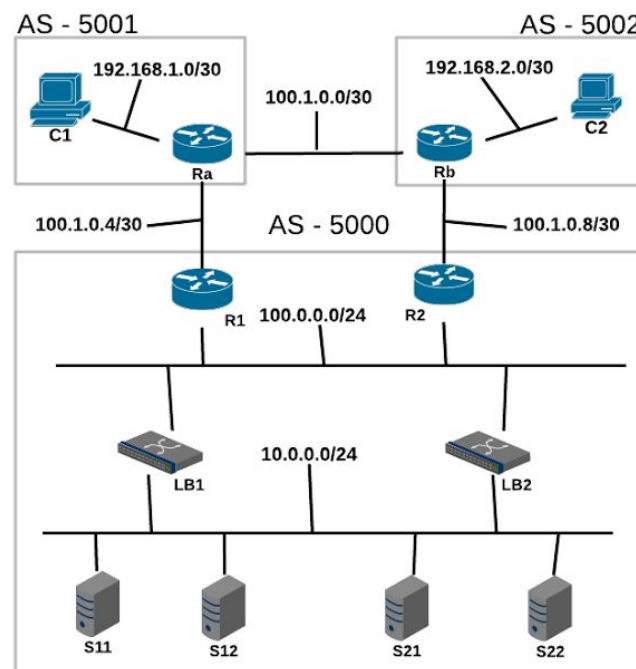 AS - 5001
AS - 5002
192.168.1.0/30
192.168.2.0/30
100.1.0.0/30
C1
C2
Ra
Rb
100.1.0.4/30
AS - 5000
100.1.0.8/30
R1
R2
100.0.0.0/24
10.0.0.0/24
LB1
LB2
S11
S12
S21
S22